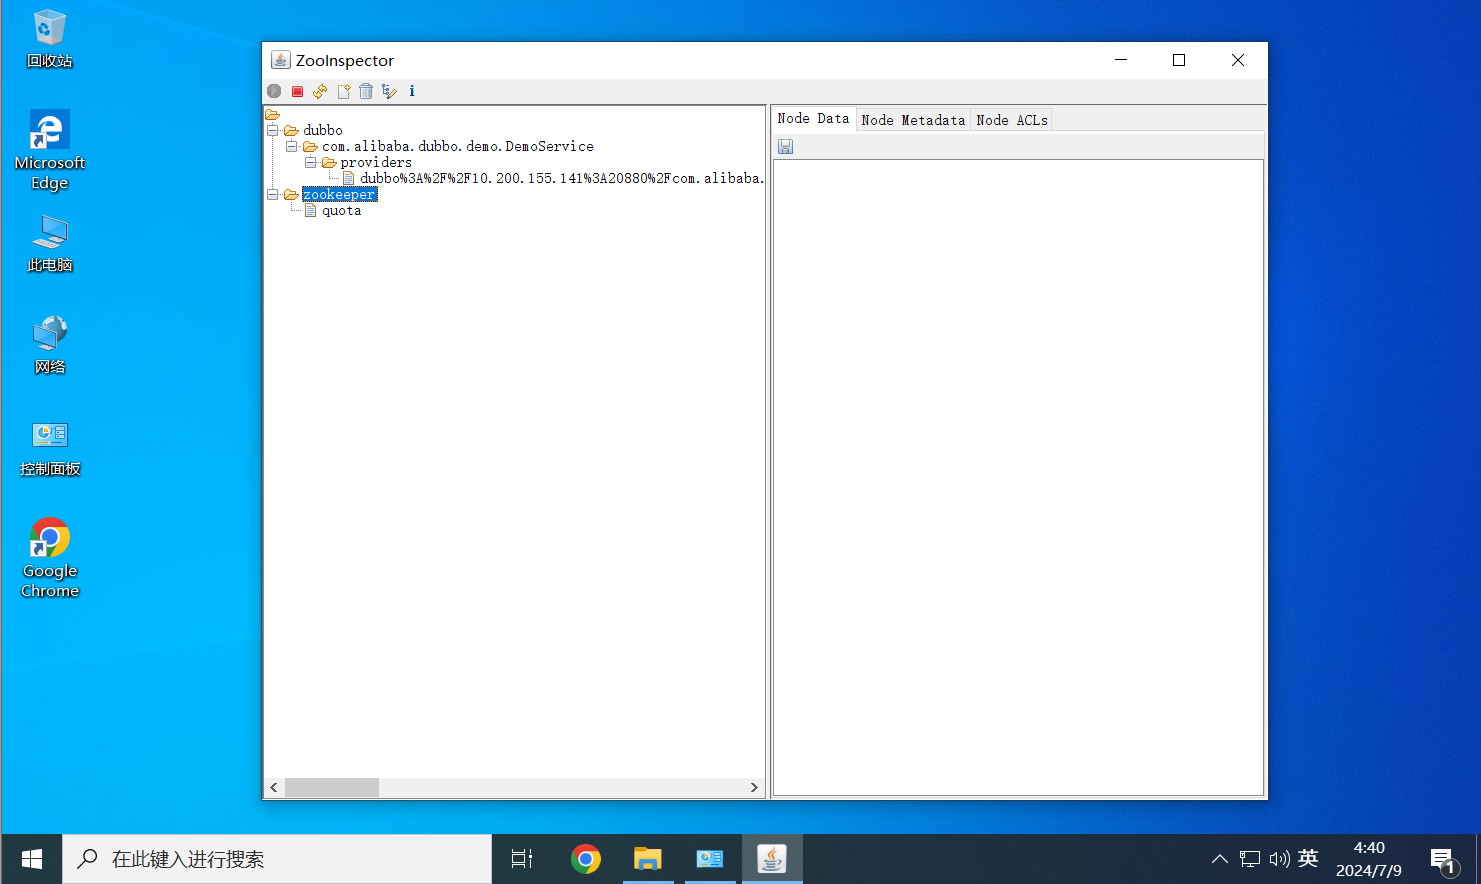 回收站
Microsoft
Edge
此电脑
网络
控制面板
Google
Chrome
ZooInspector
dubbo
com.alibaba.dubbo.demo.DemoService
providers
dubbo%3A%2F%2F10.200.155.141%3A20880%2Fcom.alibaba.
zookeeper
quota
Node Data
Node Metadata
Node ACLs
在此键入进行搜索
英
4:40
2024/7/9
1